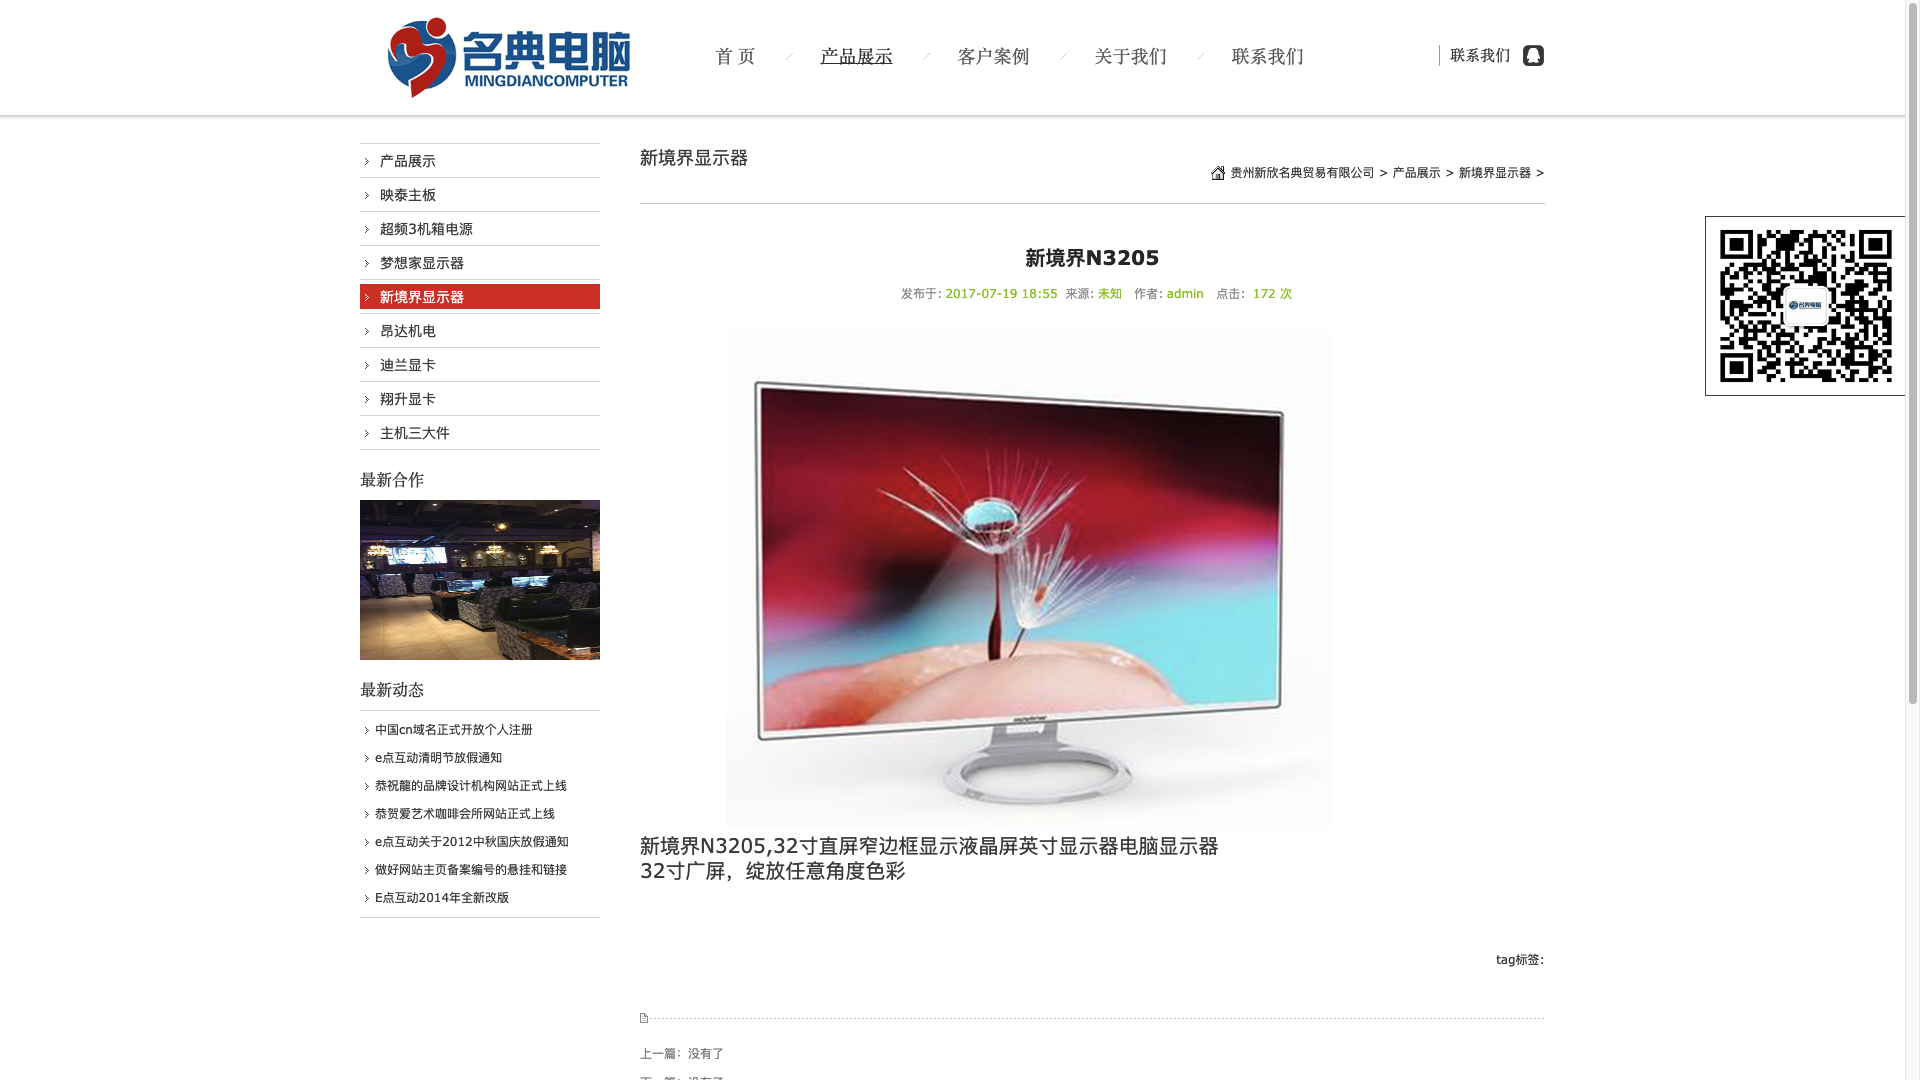 名典电脑
MINGDIANCOMPUTER
首 页
产品展示
客户案例
关于我们
联系我们
联系我们
产品展示
映泰主板
超频3机箱电源
梦想家显示器
新境界显示器
昂达机电
迪兰显卡
翔升显卡
主机三大件
最新合作
最新动态
中国cn域名正式开放个人注册
e点互动清明节放假通知
恭祝龍的品牌设计机构网站正式上线
恭贺爱艺术咖啡会所网站正式上线
e点互动关于2012中秋国庆放假通知
做好网站主页备案编号的悬挂和链接
E点互动2014年全新改版
新境界显示器
贵州新欣名典贸易有限公司 > 产品展示 > 新境界显示器 >
新境界N3205
发布于: 2017-07-19 18:55 来源: 未知 作者: admin 点击: 172 次
新境界N3205,32寸直屏窄边框显示液晶屏英寸显示器电脑显示器
32寸广屏，绽放任意角度色彩
tag标签:
上一篇：没有了
名典电脑